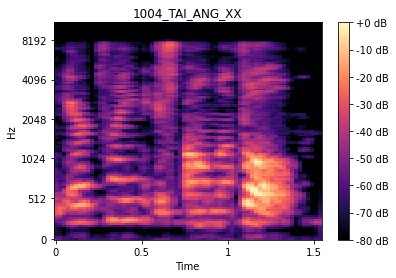 1004_TAI_ANG_XX
+0 dB
8192
-10 dB
4096
-20 dB
-30 dB
2048
Hz
-40 dB
1024
-50 dB
512
-60 dB
-70 dB
0
-80 dB
0
0.5
1
1.5
Time